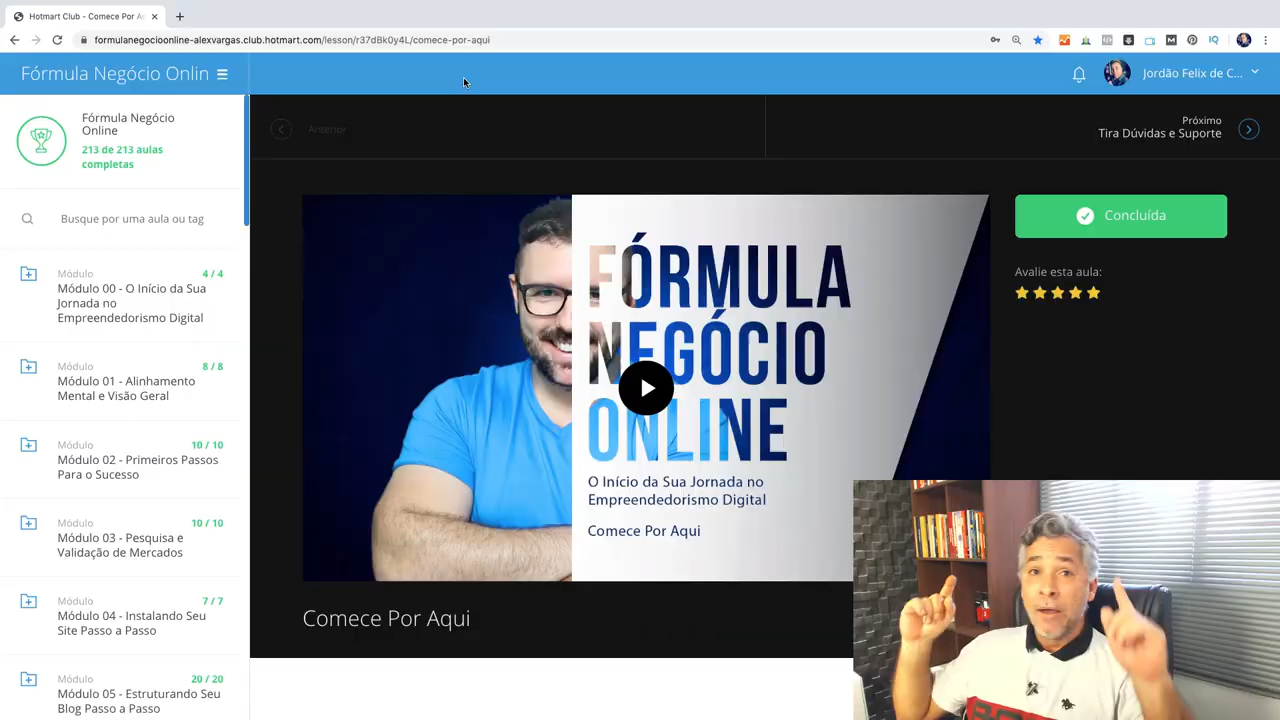 Hotmart Club - Comece Por A
formulanegocioonline-alexvargas.club.hotmart.com/lesson/r37dBk0y4L/comece-por-aqui
Fórmula Negócio Onlin
Jordão Felix de C...
Fórmula Negócio
Online
213 de 213 aulas
completas
Busque por uma aula ou tag
Módulo
4 / 4
Módulo 00 - O Início da Sua
Jornada no
Empreendedorismo Digital
Módulo
8 / 8
Módulo 01 - Alinhamento
Mental e Visão Geral
Módulo
10 / 10
Módulo 02 - Primeiros Passos
Para o Sucesso
Módulo
10 / 10
Módulo 03 - Pesquisa e
Validação de Mercados
Módulo
7 / 7
Módulo 04 - Instalando Seu
Site Passo a Passo
Módulo
20 / 20
Módulo 05 - Estruturando Seu
Blog Passo a Passo
Anterior
Próximo
Tira Dúvidas e Suporte
FÓRMULA
NEGÓCIO
ONLINE
O Início da Sua Jornada no
Empreendedorismo Digital
Comece Por Aqui
Concluída
Avalie esta aula:
Comece Por Aqui